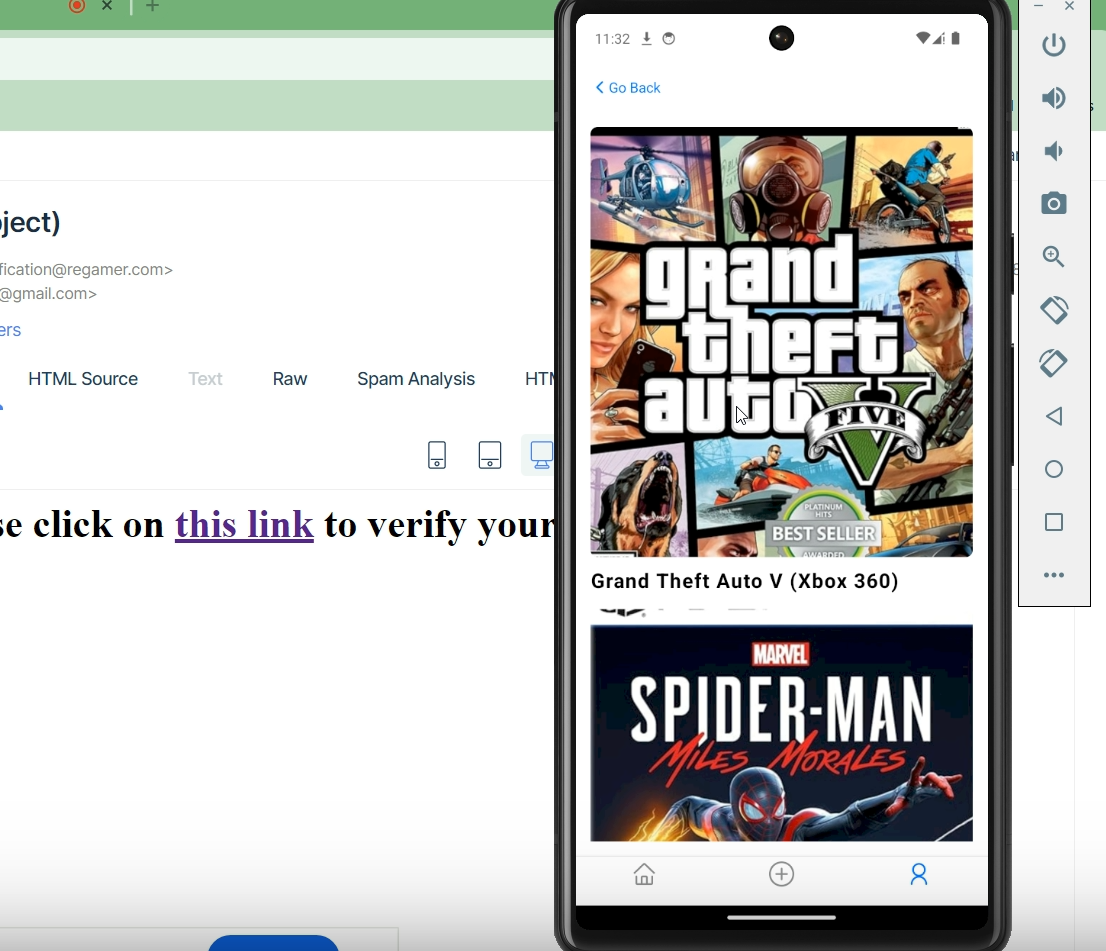 ject)
fication@regamer.com>
@gmail.com>
ers
HTML Source
Text
Raw
Spam Analysis
HTM
se click on this link to verify your
11:32
Go Back
grand
theft
auto V
FIVE
PLATINUM
HITS
BEST SELLER
AWARDED
Grand Theft Auto V (Xbox 360)
MARVEL
SPIDER-MAN
MILES MORALES